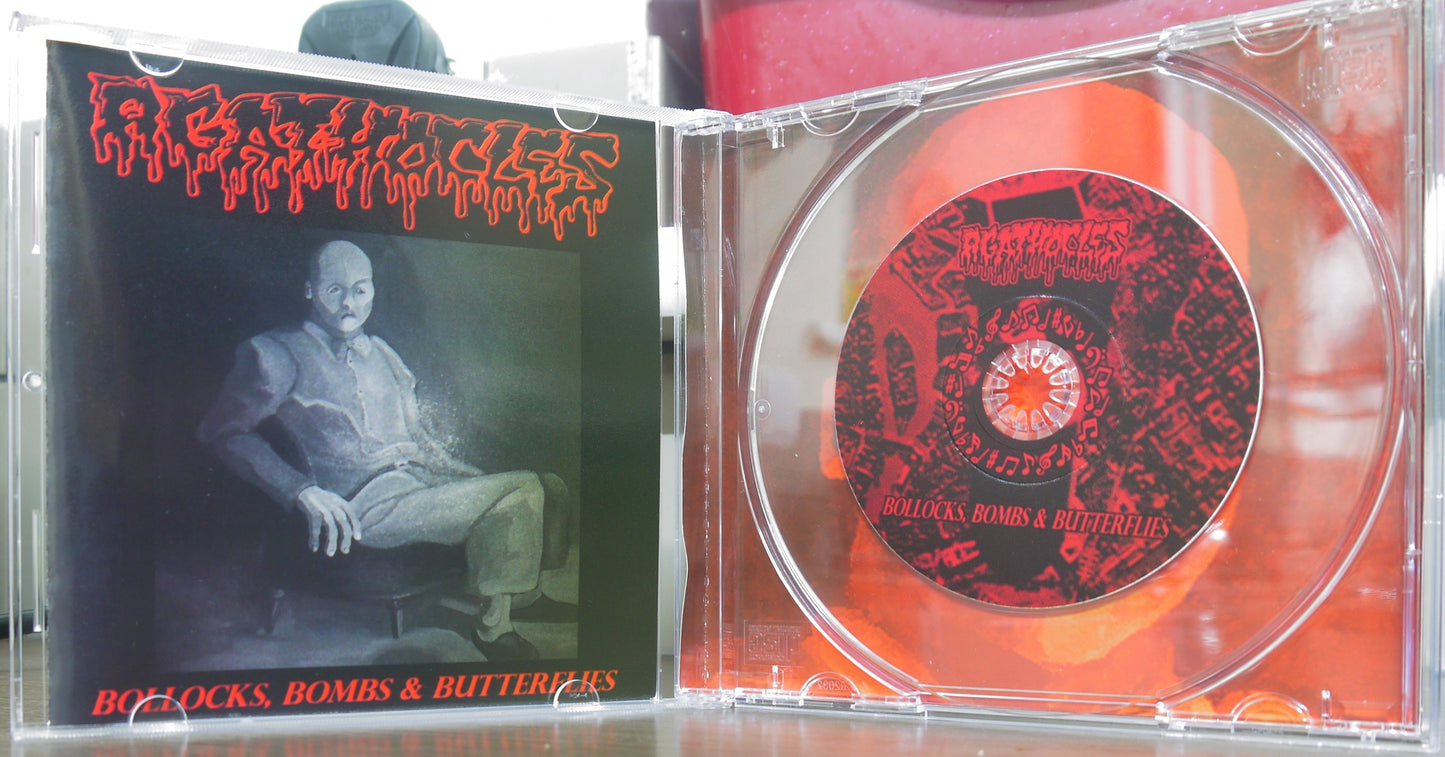 AGATHOCLES
BOLLOCKS, BOMBS & BUTTERFLIES
AGATHOCLES
BOLLOCKS, BOMBS & BUTTERFLIES